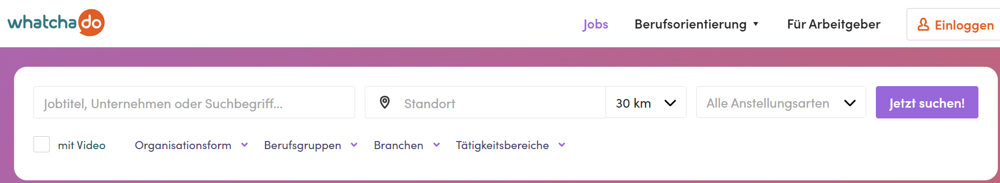 whatchado
Jobs Berufsorientierung ▼ Für Arbeitgeber Einloggen
Jobtitel, Unternehmen oder Suchbegriff... Standort 30 km Alle Anstellungsarten Jetzt suchen!
mit Video Organisationsform Berufsgruppen Branchen Tätigkeitsbereiche